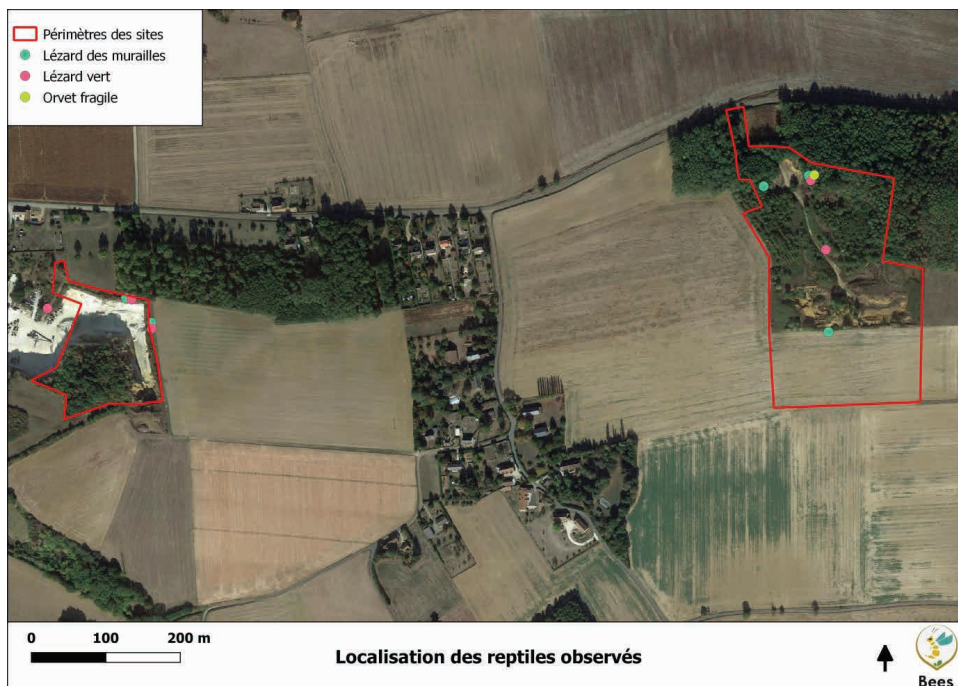 Périmètres des sites
Lézard des murailles
Lézard vert
Orvet fragile
0 100 200 m
Localisation des reptiles observés
Bees